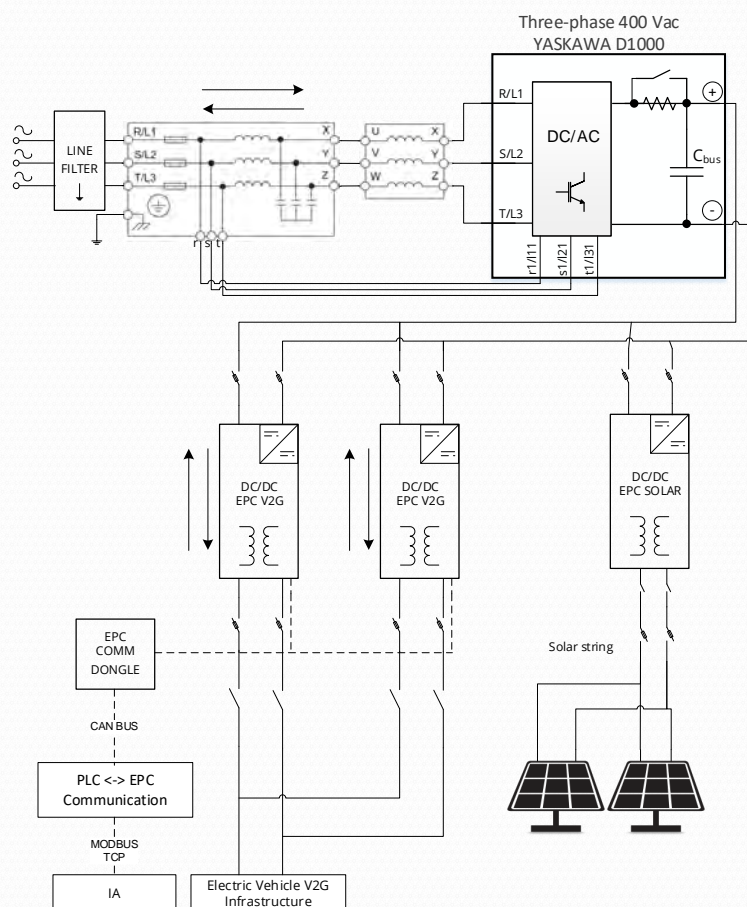 Three-phase 400 Vac
YASKAWA D1000
R/L1
S/L2
T/L3
DC/AC
+
Cbus
-
r1/l11
s1/l21
t1/l31
LINE
FILTER
R/L1
S/L2
T/L3
X
Y
Z
r s t
U
V
W
X
Y
Z
DC/DC
EPC V2G
DC/DC
EPC V2G
DC/DC
EPC SOLAR
EPC
COMM
DONGLE
CAN BUS
PLC <-> EPC
Communication
MODBUS
TCP
IA
Electric Vehicle V2G
Infrastructure
Solar string